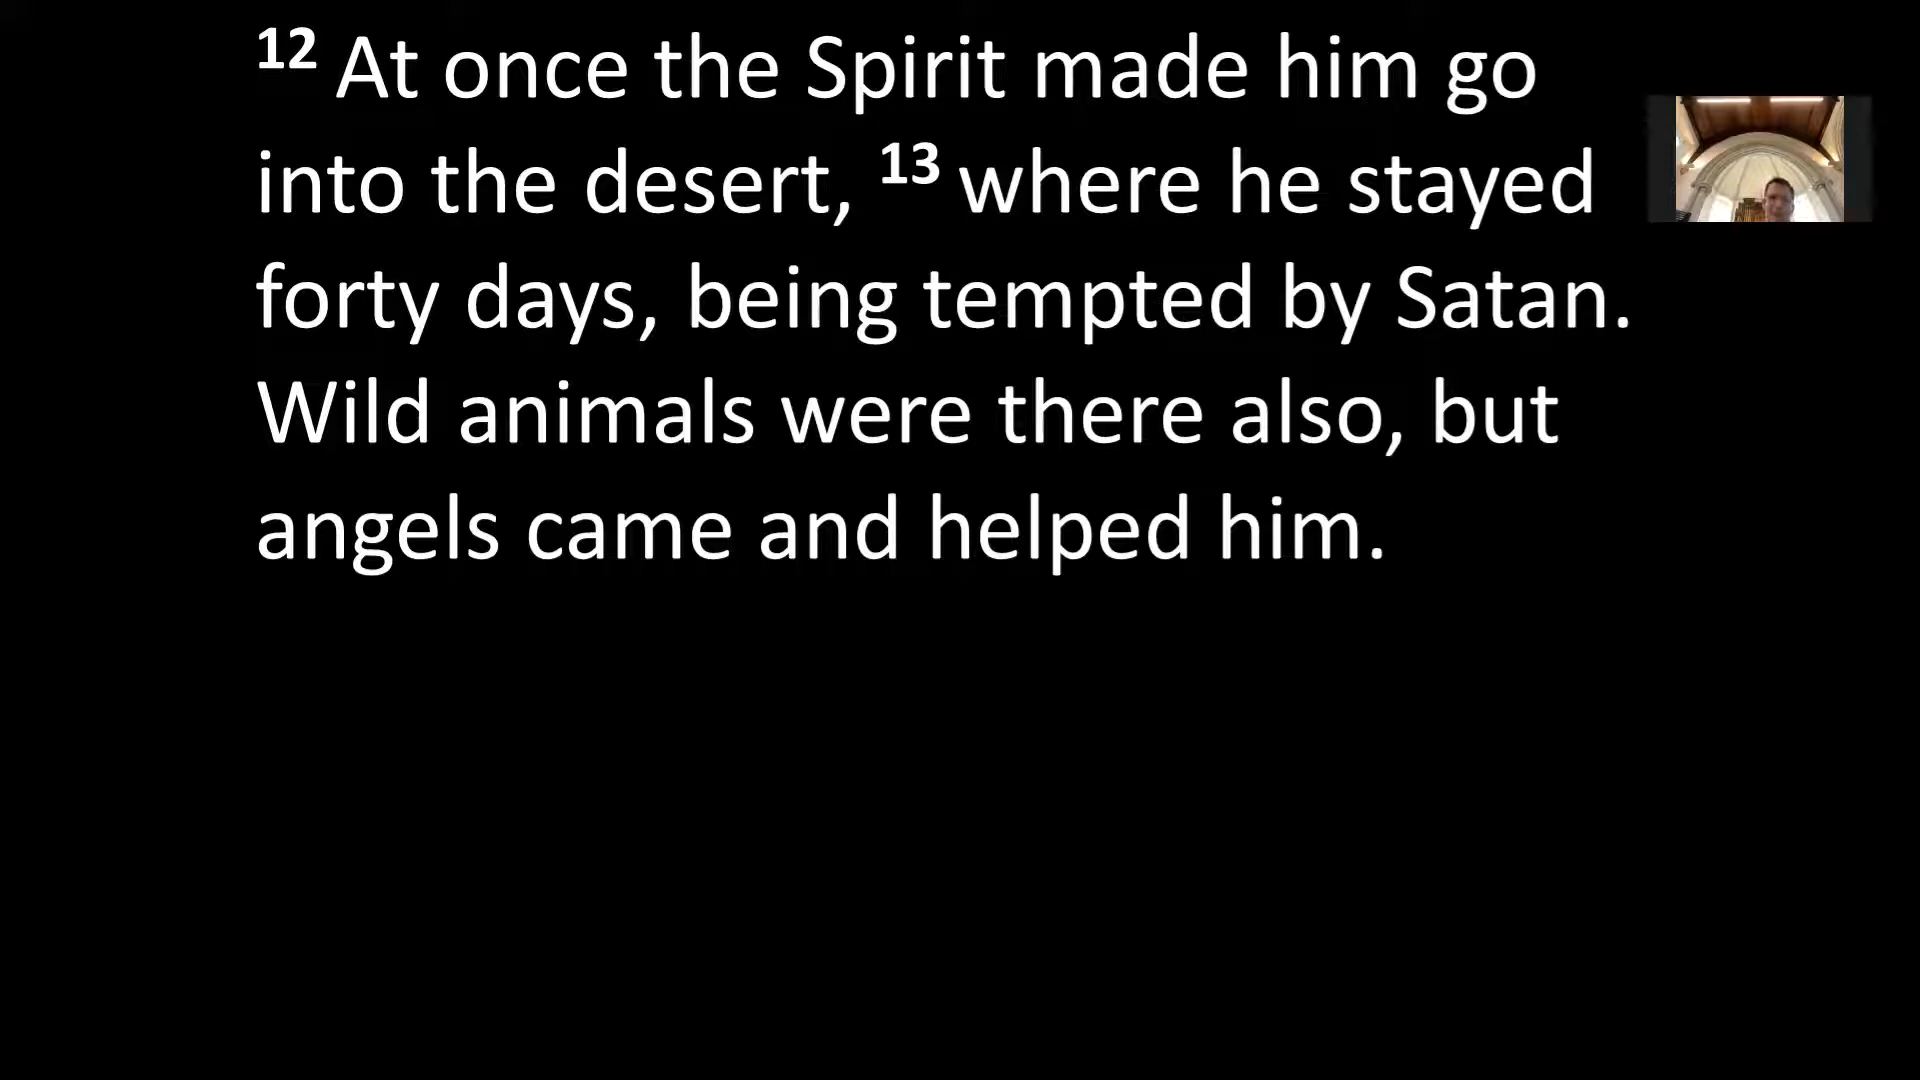 12 At once the Spirit made him go
into the desert, 13 where he stayed
forty days, being tempted by Satan.
Wild animals were there also, but
angels came and helped him.